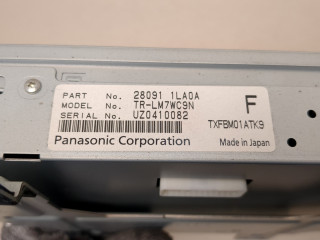 PART No. 28091 1LA0A
MODEL No. TR-LM7WC9N
SERIAL No. UZ0410082
F
TXFBM01ATK9
Panasonic Corporation
Made in Japan